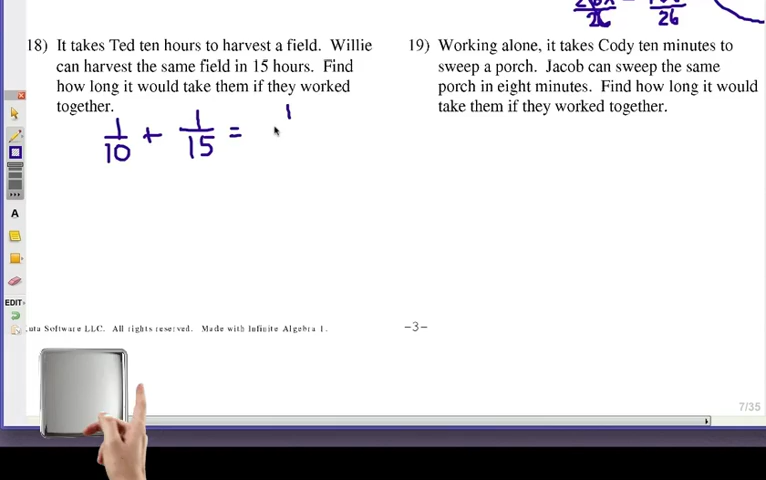 26
26
18) It takes Ted ten hours to harvest a field. Willie
can harvest the same field in 15 hours. Find
how long it would take them if they worked
together.
1/10 + 1/15 = 1
19) Working alone, it takes Cody ten minutes to
sweep a porch. Jacob can sweep the same
porch in eight minutes. Find how long it would
take them if they worked together.
A
EDIT
uta Software LLC. All rights reserved. Made with Infinite Algebra 1.
-3-
7/35